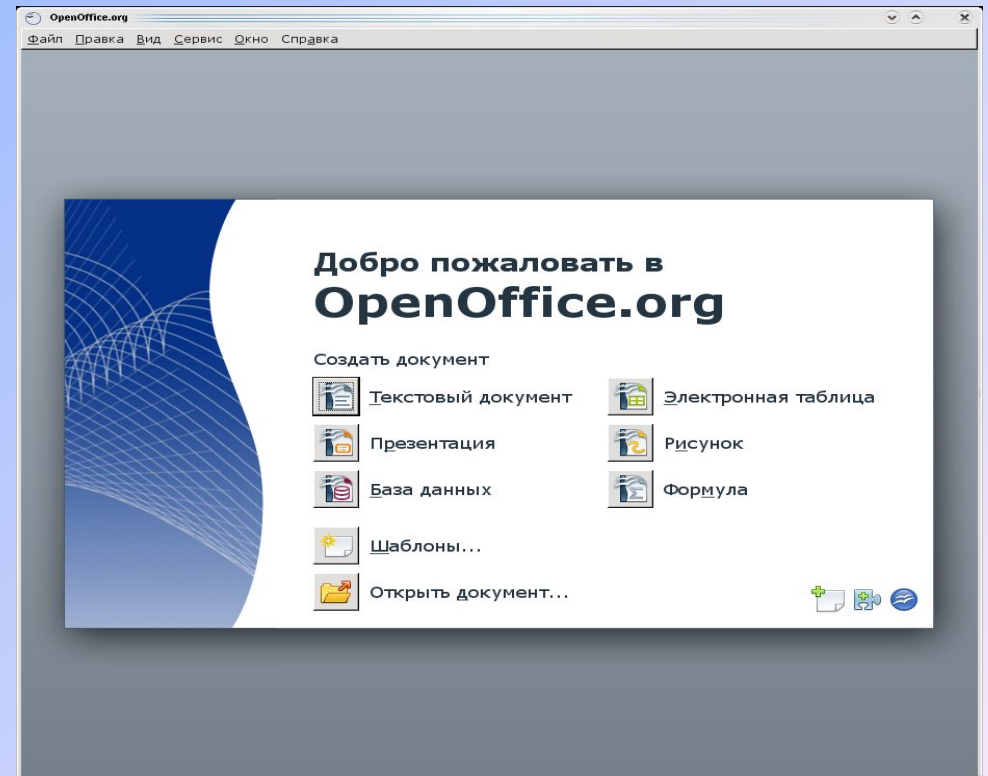 OpenOffice.org
Файл Правка Вид Сервис Окно Справка
Добро пожаловать в
OpenOffice.org
Создать документ
Текстовый документ Электронная таблица
Презентация Рисунок
База данных Формула
Шаблоны...
Открыть документ...